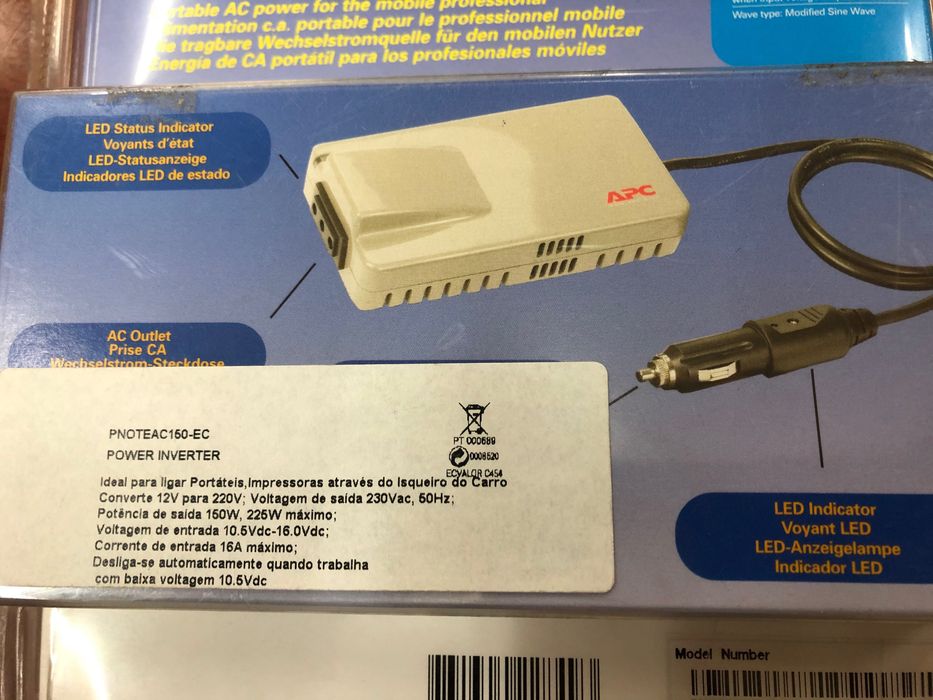 AC power for the mobile professional
c.a. portable pour le professionnel mobile
tragbare Wechselstromquelle für den mobilen Nutzer
Energía de CA portátil para los profesionales móviles
Wave type: Modified Sine Wave
LED Status Indicator
Voyants d'état
LED-Statusanzeige
Indicadores LED de estado
APC
AC Outlet
Prise CA
Wechselstrom-Steckdose
PNOTEAC150-EC
POWER INVERTER
PT 000589
0008520
ECVALOR C454
Ideal para ligar Portáteis,Impressoras através do Isqueiro do Carro
Converte 12V para 220V; Voltagem de saída 230Vac, 50Hz;
Potência de saída 150W, 225W máximo;
Voltagem de entrada 10.5Vdc-16.0Vdc;
Corrente de entrada 16A máximo;
Desliga-se automaticamente quando trabalha
com baixa voltagem 10.5Vdc
LED Indicator
Voyant LED
LED-Anzeigelampe
Indicador LED
Model Number